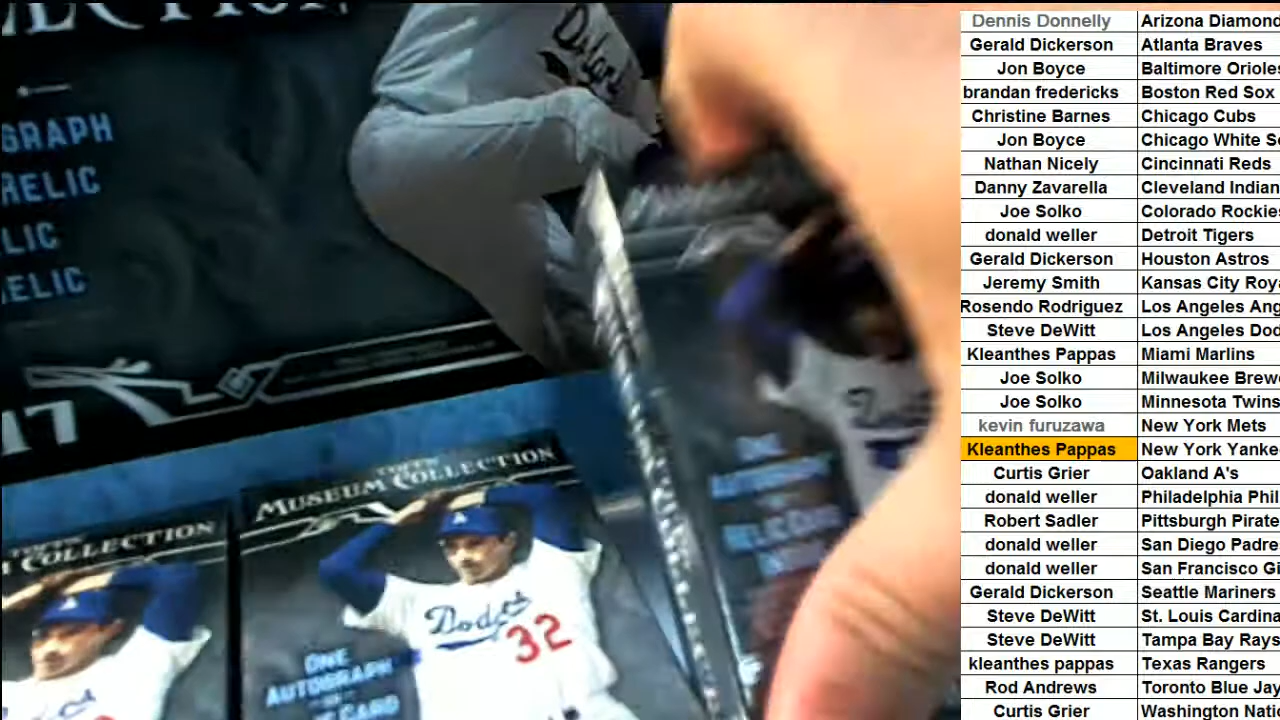 GRAPH
RELIC
LIC
RELIC
17
Dodgers
COLLECTION
TOPPS
MUSEUM COLLECTION
Dodgers
32
ONE
AUTOGRAPH
Dennis Donnelly Arizona Diamond
Gerald Dickerson Atlanta Braves
Jon Boyce Baltimore Orioles
brandan fredericks Boston Red Sox
Christine Barnes Chicago Cubs
Jon Boyce Chicago White S
Nathan Nicely Cincinnati Reds
Danny Zavarella Cleveland Indian
Joe Solko Colorado Rockie
donald weller Detroit Tigers
Gerald Dickerson Houston Astros
Jeremy Smith Kansas City Roya
Rosendo Rodriguez Los Angeles Ang
Steve DeWitt Los Angeles Dod
Kleanthes Pappas Miami Marlins
Joe Solko Milwaukee Brew
Joe Solko Minnesota Twins
kevin furuzawa New York Mets
Kleanthes Pappas New York Yanke
Curtis Grier Oakland A's
donald weller Philadelphia Phil
Robert Sadler Pittsburgh Pirate
donald weller San Diego Padre
donald weller San Francisco Gi
Gerald Dickerson Seattle Mariners
Steve DeWitt St. Louis Cardina
Steve DeWitt Tampa Bay Rays
kleanthes pappas Texas Rangers
Rod Andrews Toronto Blue Jay
Curtis Grier Washington Nati